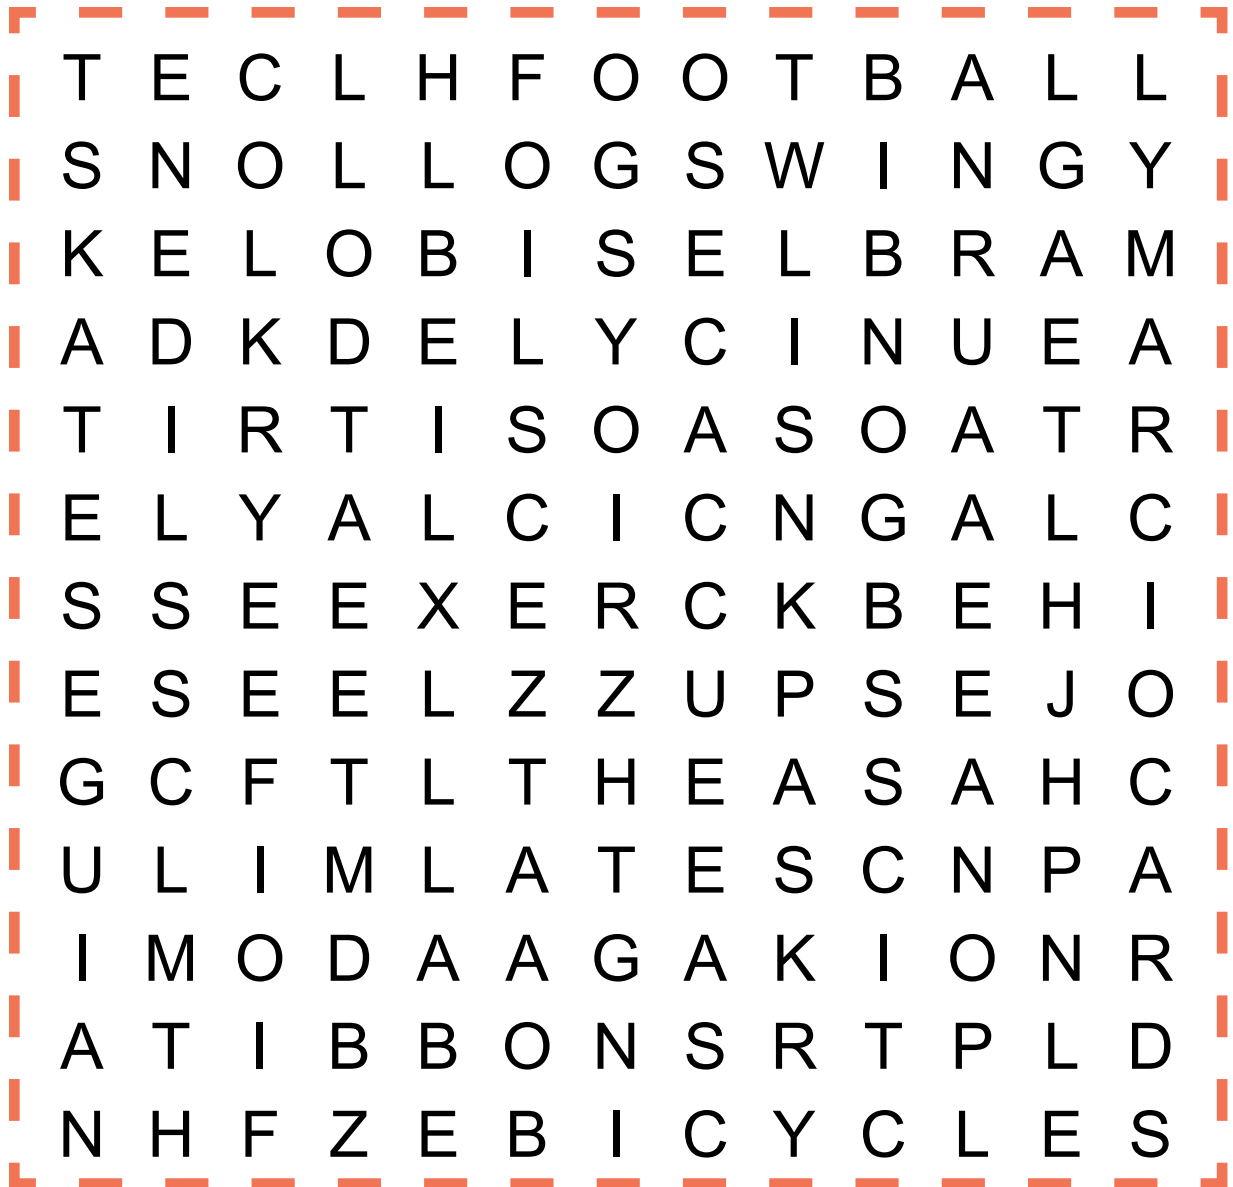 T E C L H F O O T B A L L
S N O L L O G S W I N G Y
K E L O B I S E L B R A M
A D K D E L Y C I N U E A
T I R T I S O A S O A T R
E L Y A L C I C N G A L C
S S E E X E R C K B E H I
E S E E L Z Z U P S E J O
G C F T L T H E A S A H C
U L I M L A T E S C N P A
I M O D A A G A K I O N R
A T I B B O N S R T P L D
N H F Z E B I C Y C L E S